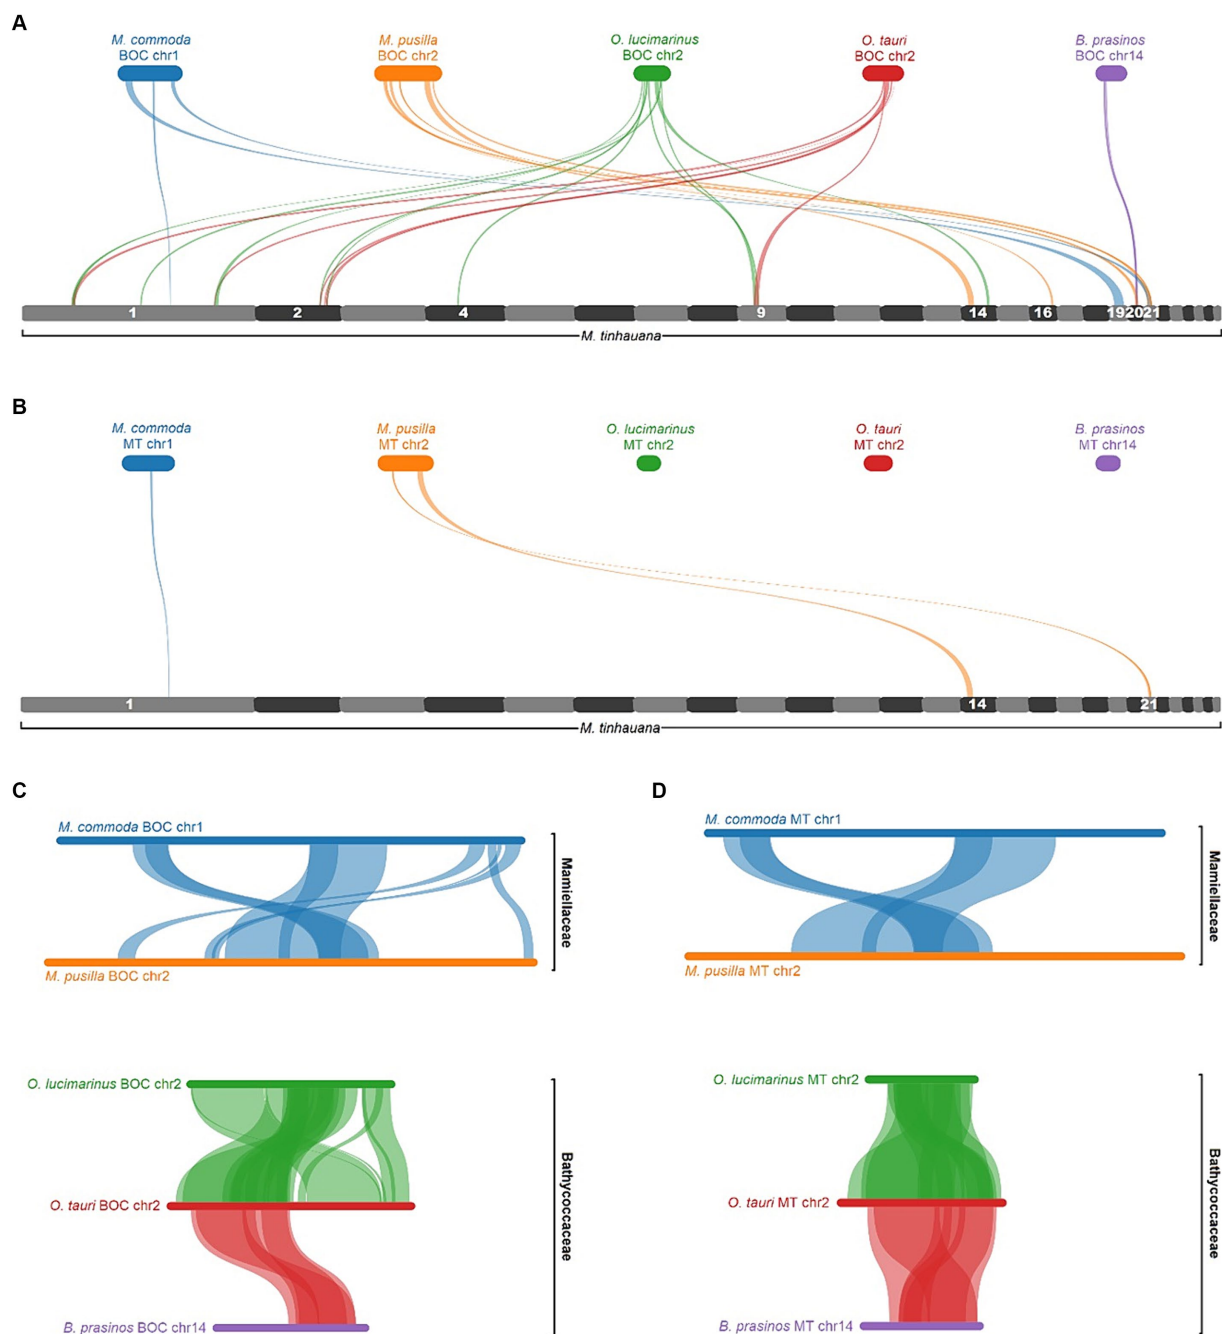 A
M. commoda
BOC chr1
M. pusilla
BOC chr2
O. lucimarinus
BOC chr2
O. tauri
BOC chr2
B. prasinos
BOC chr14
1 2 4 9 14 16 19 20 21
M. tinhauana
B
M. commoda
MT chr1
M. pusilla
MT chr2
O. lucimarinus
MT chr2
O. tauri
MT chr2
B. prasinos
MT chr14
1 14 21
M. tinhauana
C
M. commoda BOC chr1
M. pusilla BOC chr2
Mamiellaceae
O. lucimarinus BOC chr2
O. tauri BOC chr2
B. prasinos BOC chr14
Bathycoccaceae
D
M. commoda MT chr1
M. pusilla MT chr2
Mamiellaceae
O. lucimarinus MT chr2
O. tauri MT chr2
B. prasinos MT chr14
Bathycoccaceae